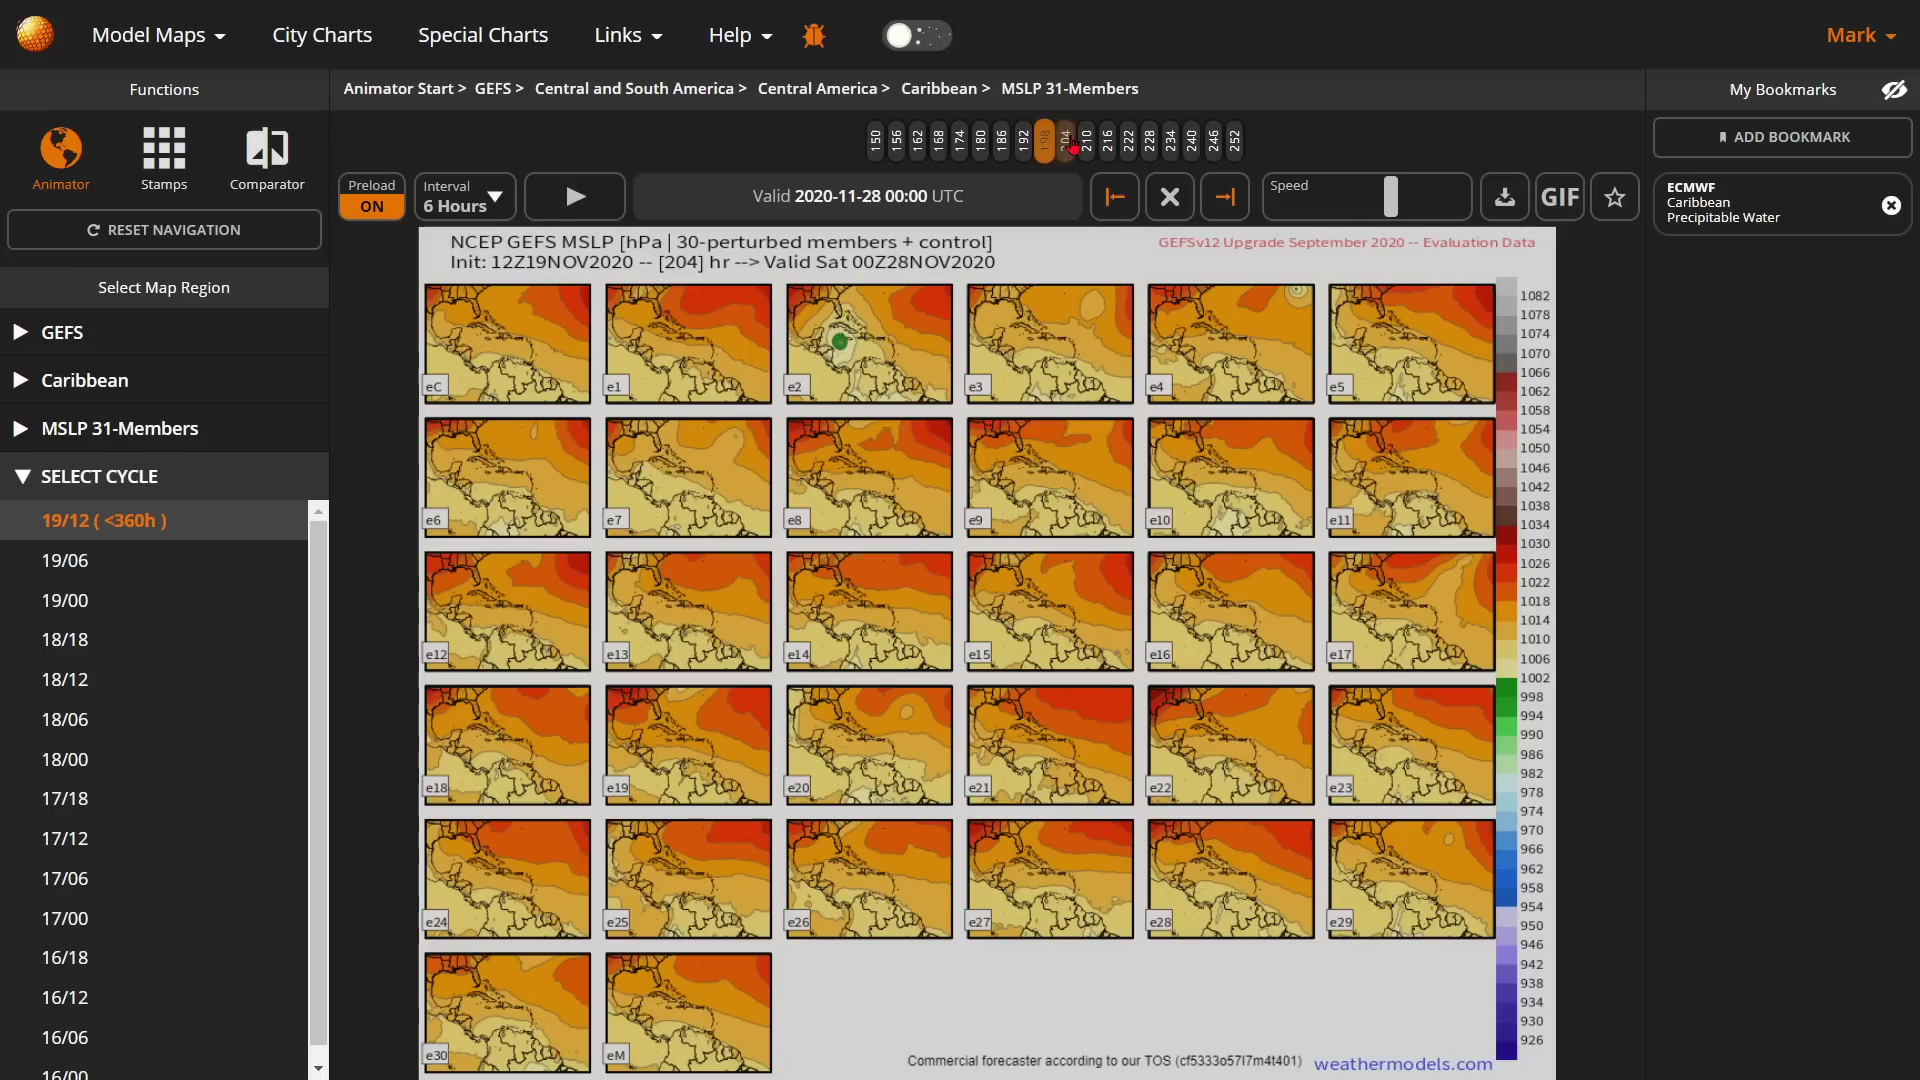 Model Maps
City Charts
Special Charts
Links
Help
Mark
Functions
Animator Start > GEFS > Central and South America > Central America > Caribbean > MSLP 31-Members
My Bookmarks
150 156 162 168 174 180 186 192 198 204 210 216 222 228 234 240 246 252
ADD BOOKMARK
Animator
Stamps
Comparator
Preload
ON
Interval
6 Hours
Valid 2020-11-28 00:00 UTC
Speed
GIF
ECMWF
Caribbean
Precipitable Water
RESET NAVIGATION
NCEP GEFS MSLP [hPa | 30-perturbed members + control]
GEFSv12 Upgrade September 2020 -- Evaluation Data
Init: 12Z19NOV2020 -- [204] hr --> Valid Sat 00Z28NOV2020
Select Map Region
GEFS
Caribbean
MSLP 31-Members
SELECT CYCLE
19/12 ( <360h )
19/06
19/00
18/18
18/12
18/06
18/00
17/18
17/12
17/06
17/00
16/18
16/12
16/06
16/00
eC e1 e2 e3 e4 e5
e6 e7 e8 e9 e10 e11
e12 e13 e14 e15 e16 e17
e18 e19 e20 e21 e22 e23
e24 e25 e26 e27 e28 e29
e30 eM
1082
1078
1074
1070
1066
1062
1058
1054
1050
1046
1042
1038
1034
1030
1026
1022
1018
1014
1010
1006
1002
998
994
990
986
982
978
974
970
966
962
958
954
950
946
942
938
934
930
926
Commercial forecaster according to our TOS (cf5333o57l7m4t401)
weathermodels.com